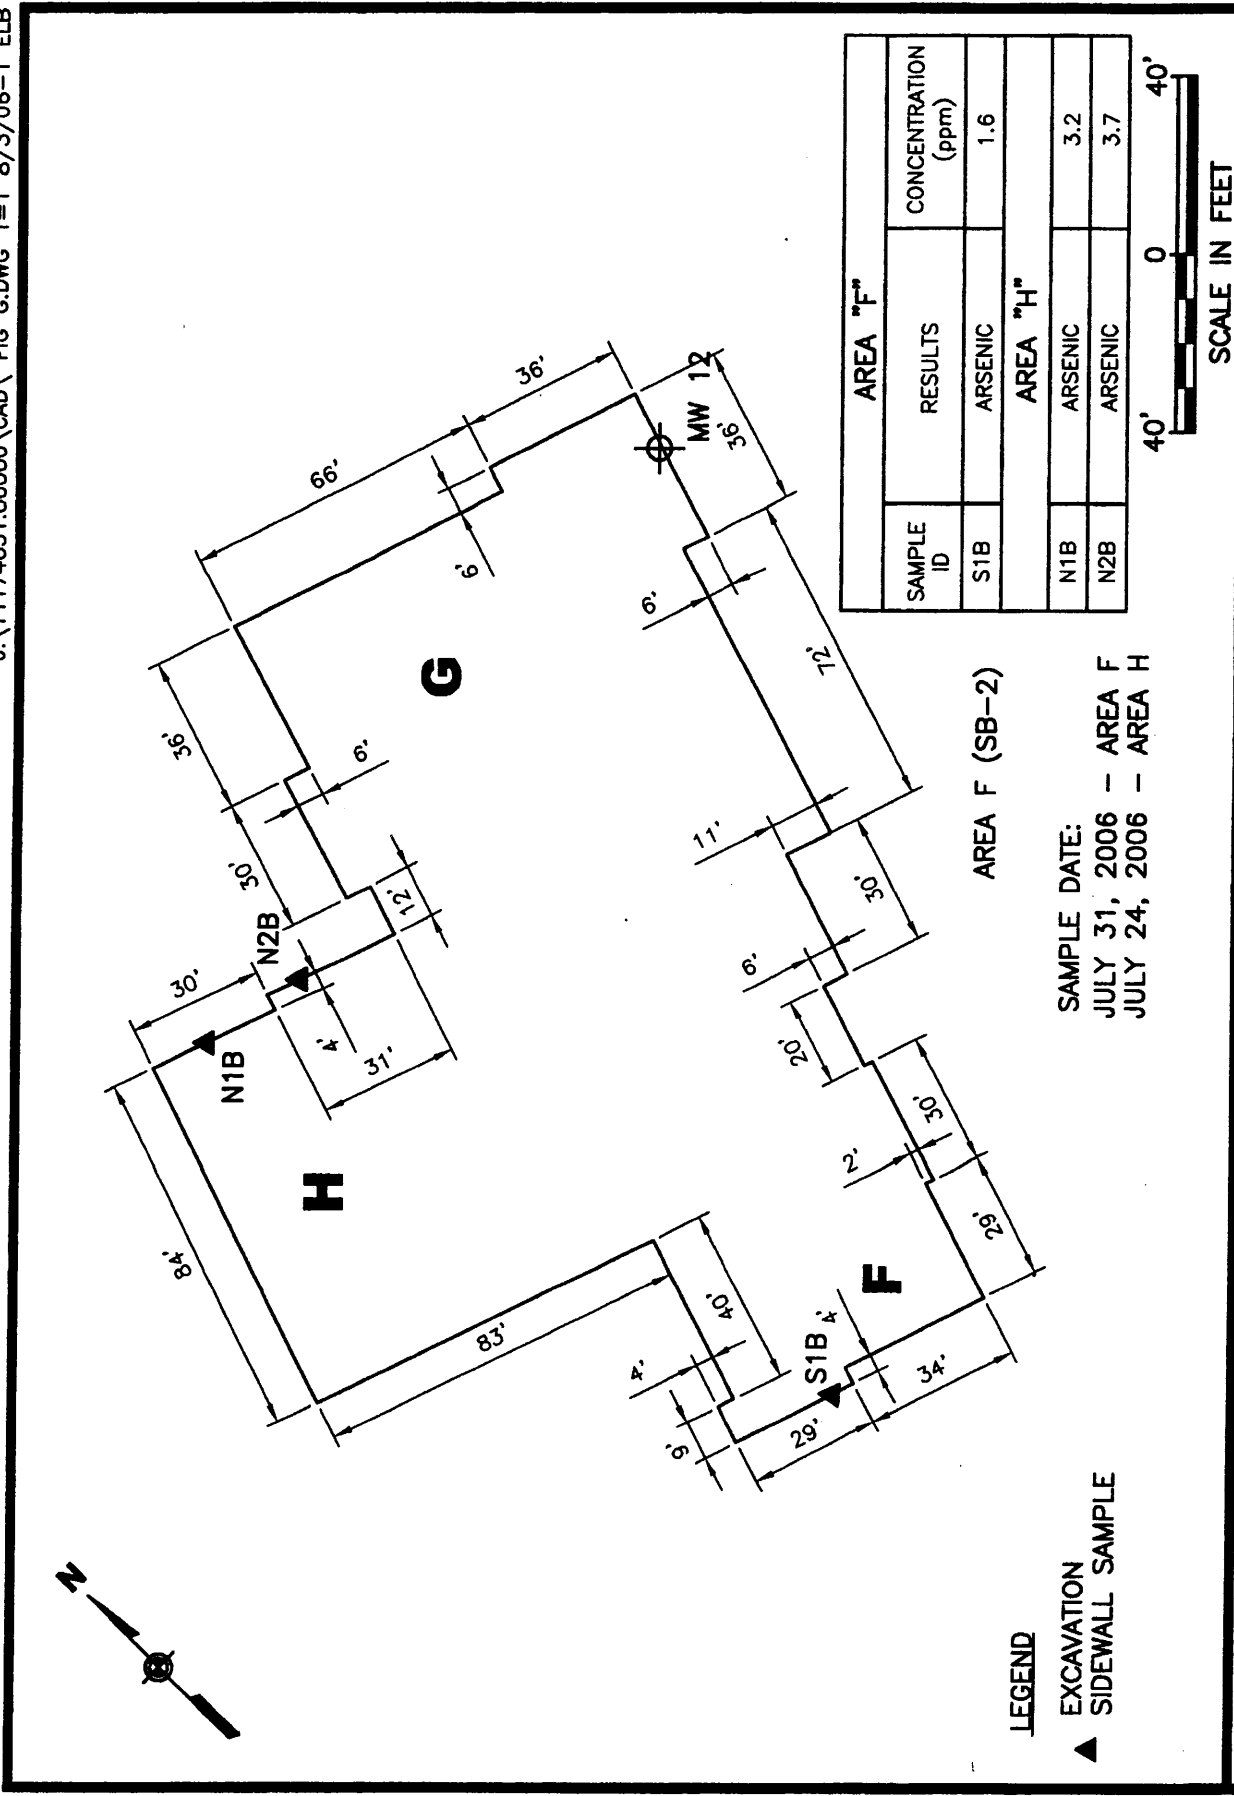 N
84'
30'
N1B
N2B
4'
31'
12'
30'
36'
6'
66'
6'
36'
36'
MW 12
6'
72'
11'
30'
6'
20'
30'
2'
29'
34'
4'
S1B
29'
9'
4'
40'
83'
H
G
F
AREA F (SB-2)
SAMPLE DATE:
JULY 31, 2006 - AREA F
JULY 24, 2006 - AREA H
AREA "F"
SAMPLE ID RESULTS CONCENTRATION (ppm)
S1B ARSENIC 1.6
AREA "H"
N1B ARSENIC 3.2
N2B ARSENIC 3.7
40' 0 40'
SCALE IN FEET
LEGEND
EXCAVATION
SIDEWALL SAMPLE